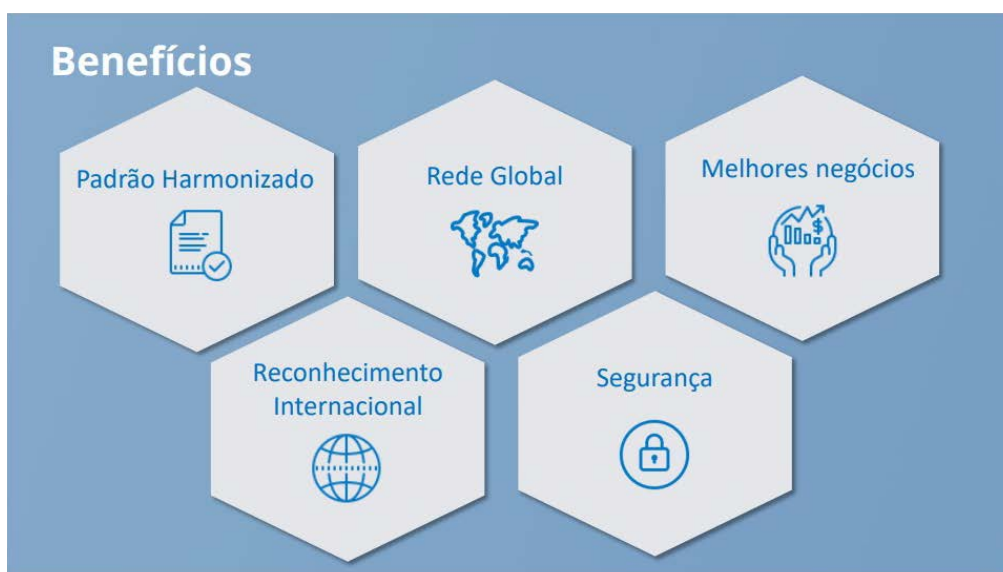 Benefícios
Padrão Harmonizado
Rede Global
Melhores negócios
Reconhecimento
Internacional
Segurança